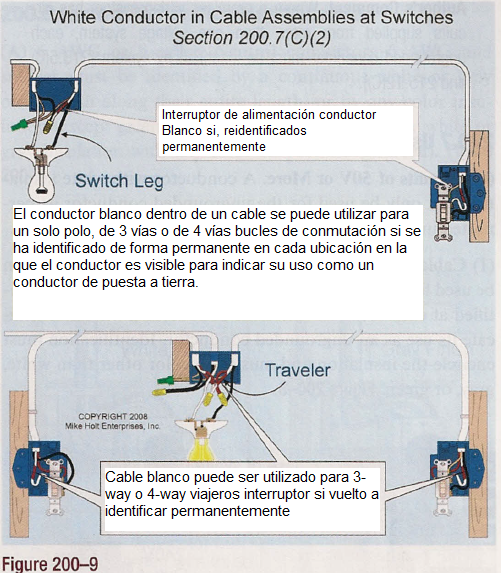 White Conductor in Cable Assemblies at Switches
Section 200.7(C)(2)
Interruptor de alimentación conductor
Blanco si, reidentificados
permanentemente
Switch Leg
El conductor blanco dentro de un cable se puede utilizar para
un solo polo, de 3 vías o de 4 vías bucles de conmutación si se
ha identificado de forma permanente en cada ubicación en la
que el conductor es visible para indicar su uso como un
conductor de puesta a tierra.
Traveler
COPYRIGHT 2008
Mike Holt Enterprises, Inc.
Cable blanco puede ser utilizado para 3-
way o 4-way viajeros interruptor si vuelto a
identificar permanentemente
Figure 200–9